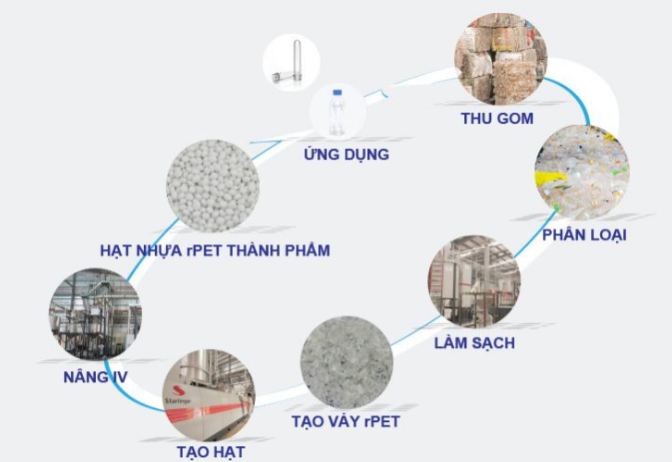 THU GOM
PHÂN LOẠI
LÀM SẠCH
TẠO VẢY rPET
TẠO HẠT
NÂNG IV
HẠT NHỰA rPET THÀNH PHẨM
ỨNG DỤNG
Starlinger